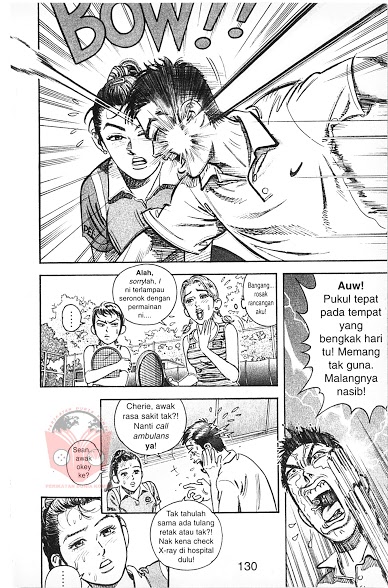 BOW!!
Alah,
sorrylah, I
ni terlampau
seronok dengan
permainan
ni....
Bangang...
rosak
rancangan
aku!
.......
Auw!
Pukul tepat
pada tempat
yang
bengkak hari
tu! Memang
tak guna.
Malangnya
nasib!
Cherie, awak
rasa sakit tak?!
Nanti call
ambulans
ya!
Sean,
awak
okey
ke?
Tak tahulah
sama ada tulang
retak atau tak?!
Nak kena check
X-ray di hospital
dulu!
130